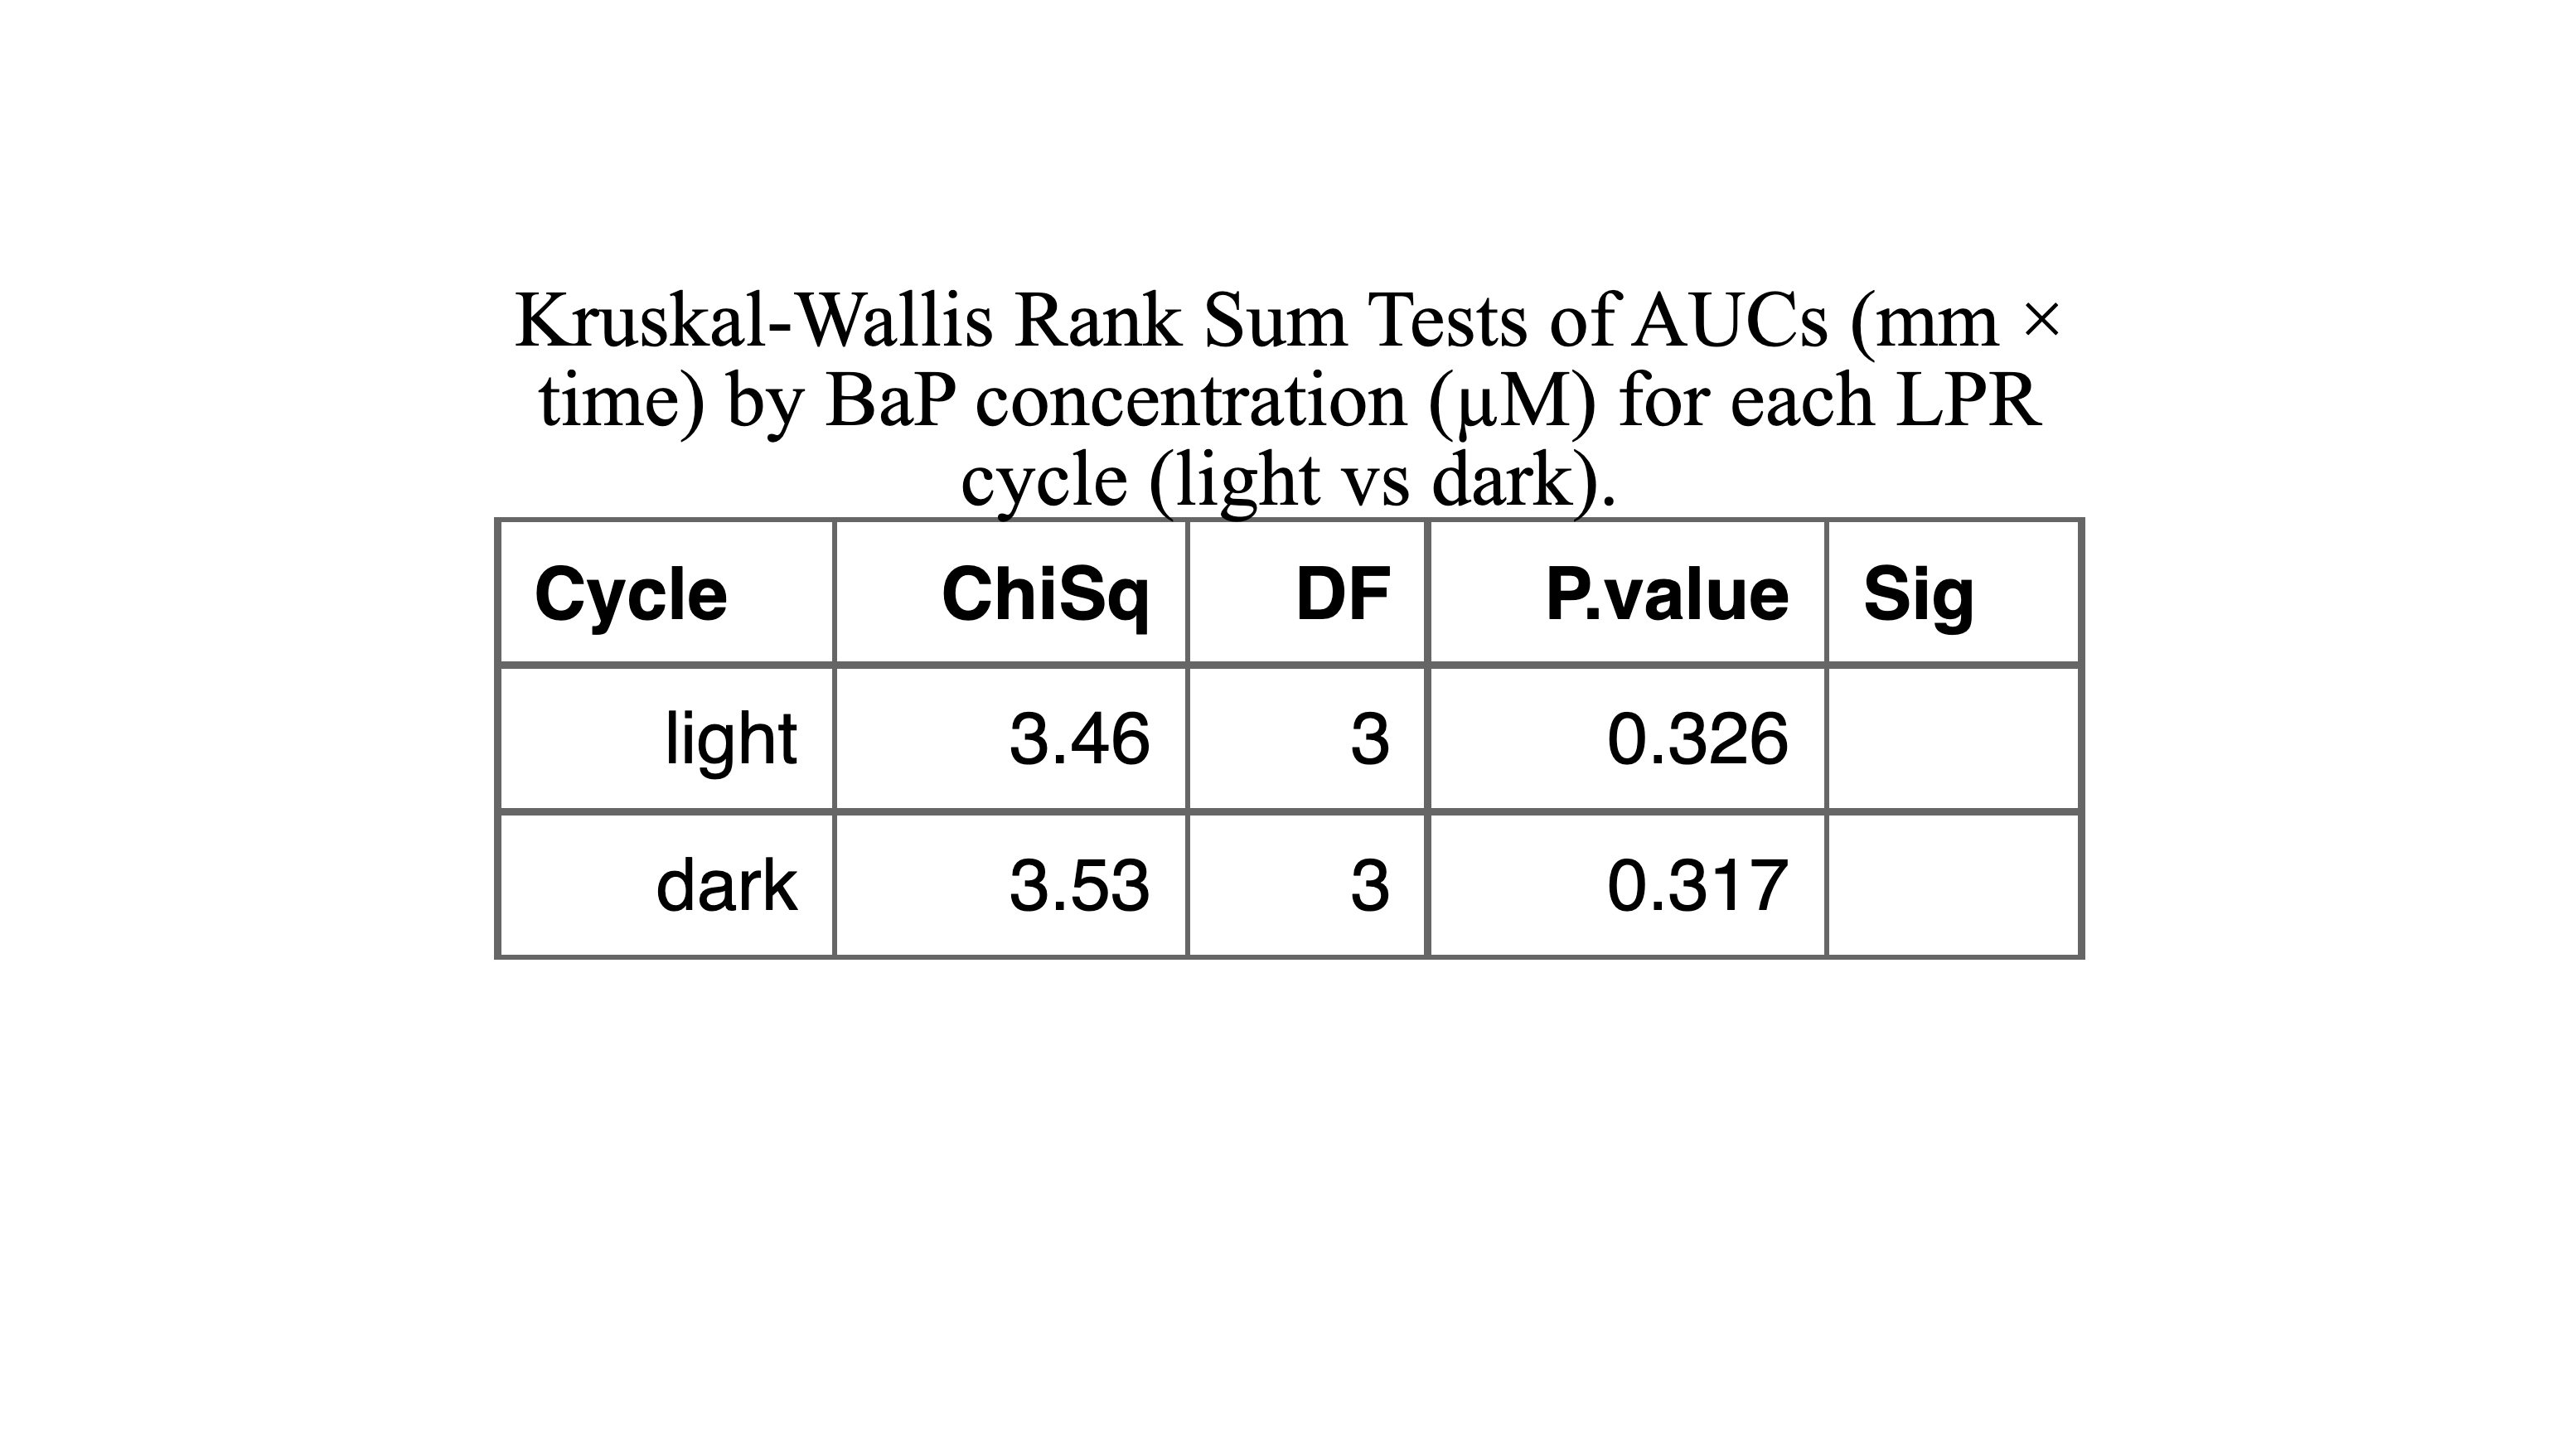 Kruskal-Wallis Rank Sum Tests of AUCs (mm ×
time) by BaP concentration (µM) for each LPR
cycle (light vs dark).
Cycle ChiSq DF P.value Sig
light 3.46 3 0.326
dark 3.53 3 0.317